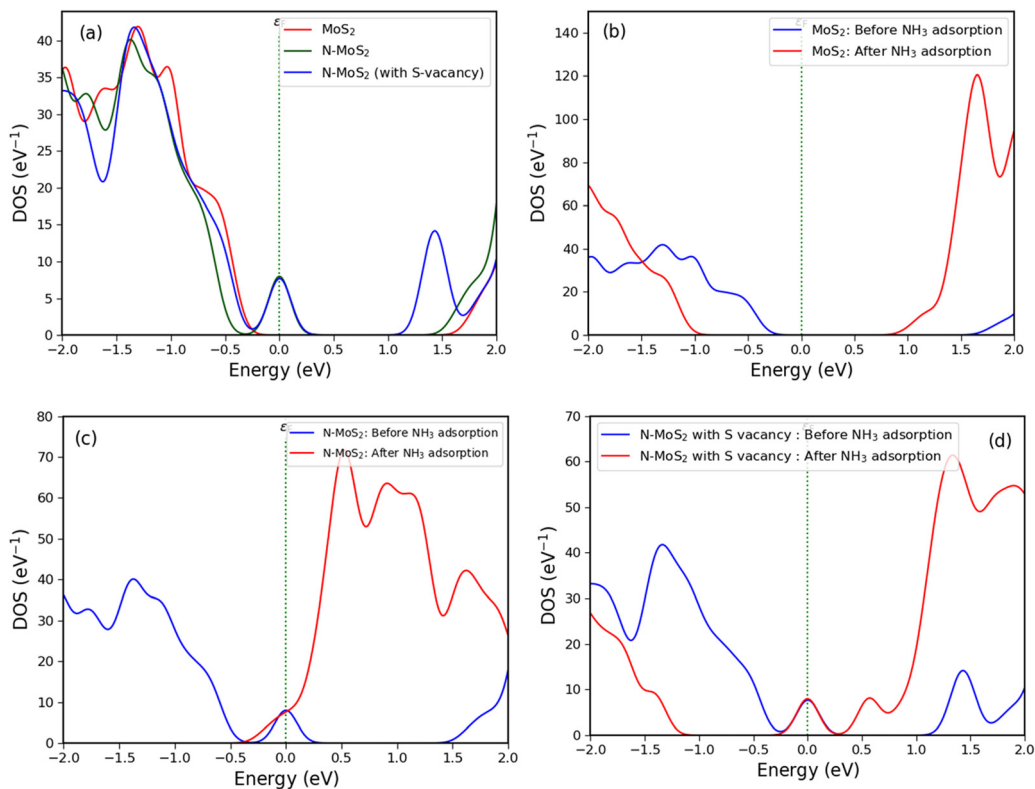 (a)
ε
MoS₂
N-MoS₂
N-MoS₂ (with S-vacancy)
DOS (eV⁻¹)
40
35
30
25
20
15
10
5
0
−2.0 −1.5 −1.0 −0.5 0.0 0.5 1.0 1.5 2.0
Energy (eV)
(b)
MoS₂: Before NH₃ adsorption
MoS₂: After NH₃ adsorption
DOS (eV⁻¹)
140
120
100
80
60
40
20
0
−2.0 −1.5 −1.0 −0.5 0.0 0.5 1.0 1.5 2.0
Energy (eV)
(c)
ε
N-MoS₂: Before NH₃ adsorption
N-MoS₂: After NH₃ adsorption
DOS (eV⁻¹)
80
70
60
50
40
30
20
10
0
−2.0 −1.5 −1.0 −0.5 0.0 0.5 1.0 1.5 2.0
Energy (eV)
(d)
N-MoS₂ with S vacancy : Before NH₃ adsorption
N-MoS₂ with S vacancy : After NH₃ adsorption
DOS (eV⁻¹)
70
60
50
40
30
20
10
0
−2.0 −1.5 −1.0 −0.5 0.0 0.5 1.0 1.5 2.0
Energy (eV)